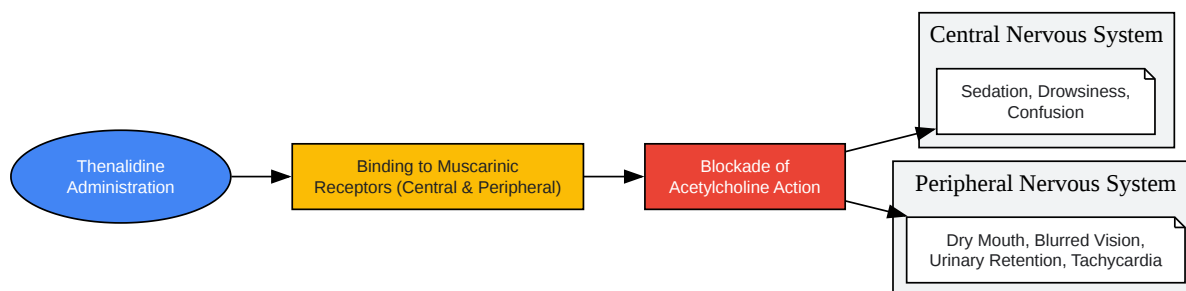 Thenalidine
Administration
Binding to Muscarinic
Receptors (Central & Peripheral)
Blockade of
Acetylcholine Action
Central Nervous System
Sedation, Drowsiness,
Confusion
Peripheral Nervous System
Dry Mouth, Blurred Vision,
Urinary Retention, Tachycardia